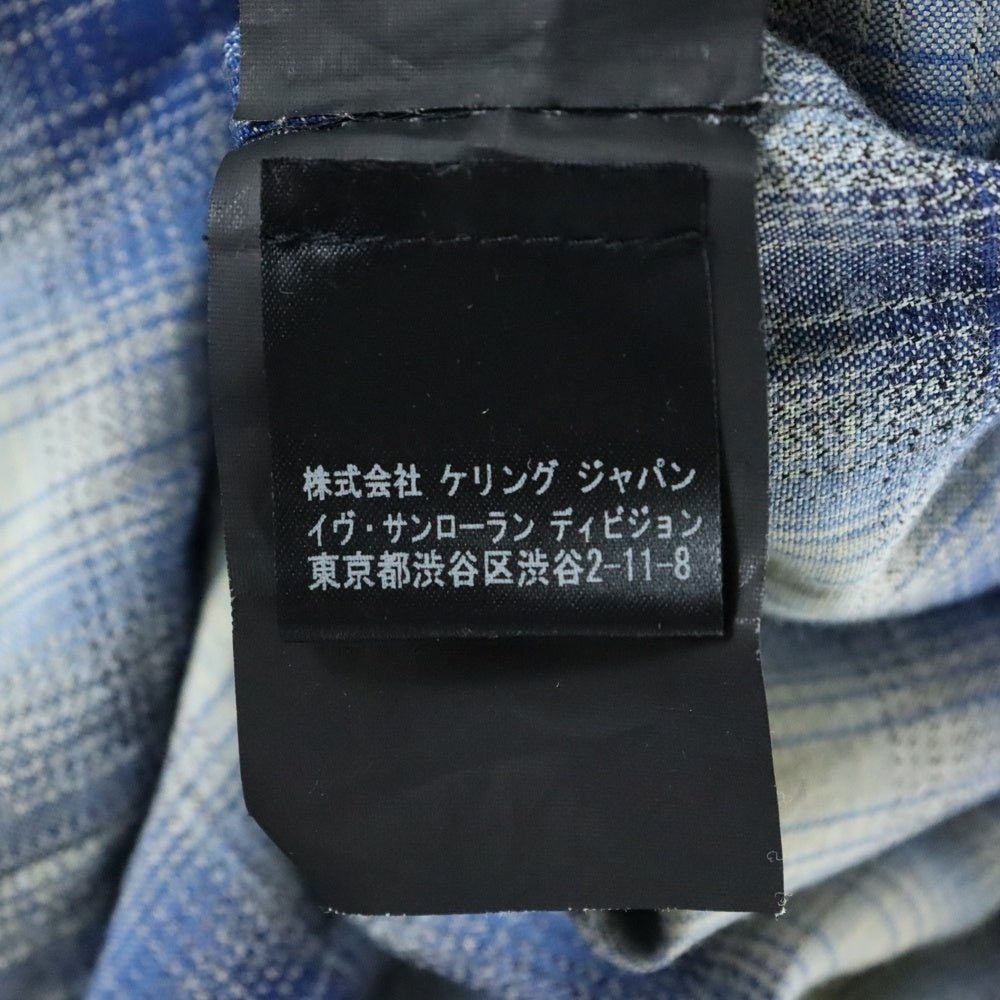 株式会社 ケリング ジャパン
イヴ・サンローラン ディビジョン
東京都渋谷区渋谷2-11-8